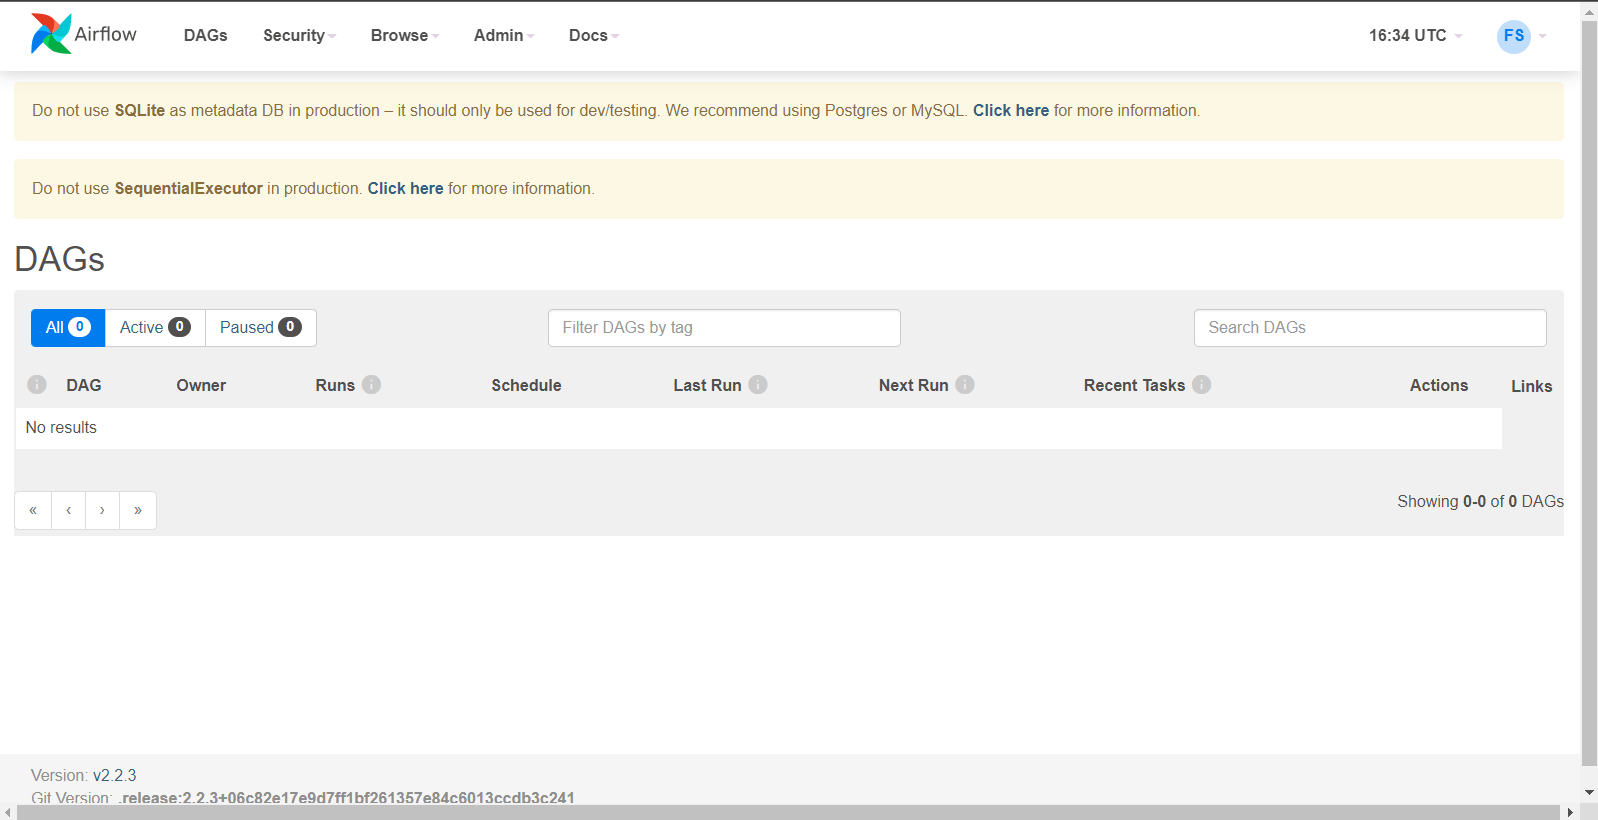 Airflow DAGs Security Browse Admin Docs 16:34 UTC FS
Do not use SQLite as metadata DB in production – it should only be used for dev/testing. We recommend using Postgres or MySQL. Click here for more information.
Do not use SequentialExecutor in production. Click here for more information.
DAGs
All 0 Active 0 Paused 0 Filter DAGs by tag Search DAGs
i DAG Owner Runs i Schedule Last Run i Next Run i Recent Tasks i Actions Links
No results
« ‹ › » Showing 0-0 of 0 DAGs
Version: v2.2.3
Git Version: .release:2.2.3+06c82e17e9d7ff1bf261357e84c6013ccdb3c241